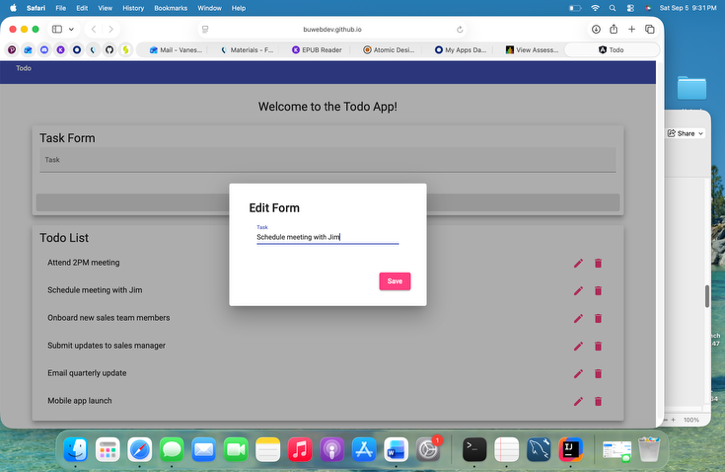 Safari File Edit View History Bookmarks Window Help Sat Sep 5 9:31 PM
buwebdev.github.io
Mail – Vanes... Materials – F... EPUB Reader Atomic Desi... My Apps Da... View Assess... Todo
Todo
Share
Welcome to the Todo App!
Task Form
Task
Edit Form
Task
Schedule meeting with Jim
Save
Todo List
Attend 2PM meeting
Schedule meeting with Jim
Onboard new sales team members
Submit updates to sales manager
Email quarterly update
Mobile app launch
100%
1